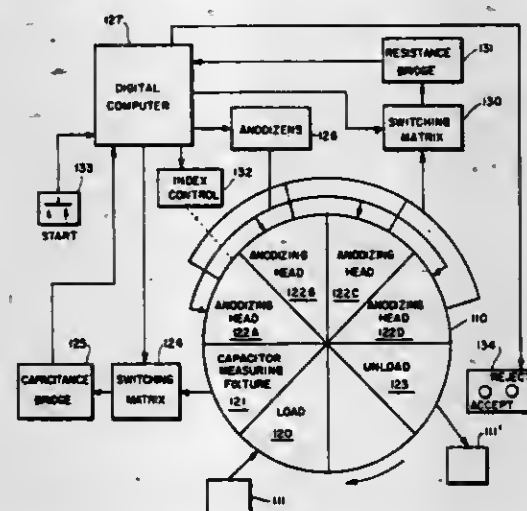 127
DIGITAL
COMPUTER
RESISTANCE
BRIDGE
131
SWITCHING
MATRIX
130
ANODIZERS
126
133
START
INDEX
CONTROL
132
ANODIZING
HEAD
122B
ANODIZING
HEAD
122C
ANODIZING
HEAD
122A
ANODIZING
HEAD
122D
110
125
CAPACITANCE
BRIDGE
124
SWITCHING
MATRIX
CAPACITOR
MEASURING
FIXTURE
121
UNLOAD
123
134
REJECT
ACCEPT
LOAD
120
111
111'